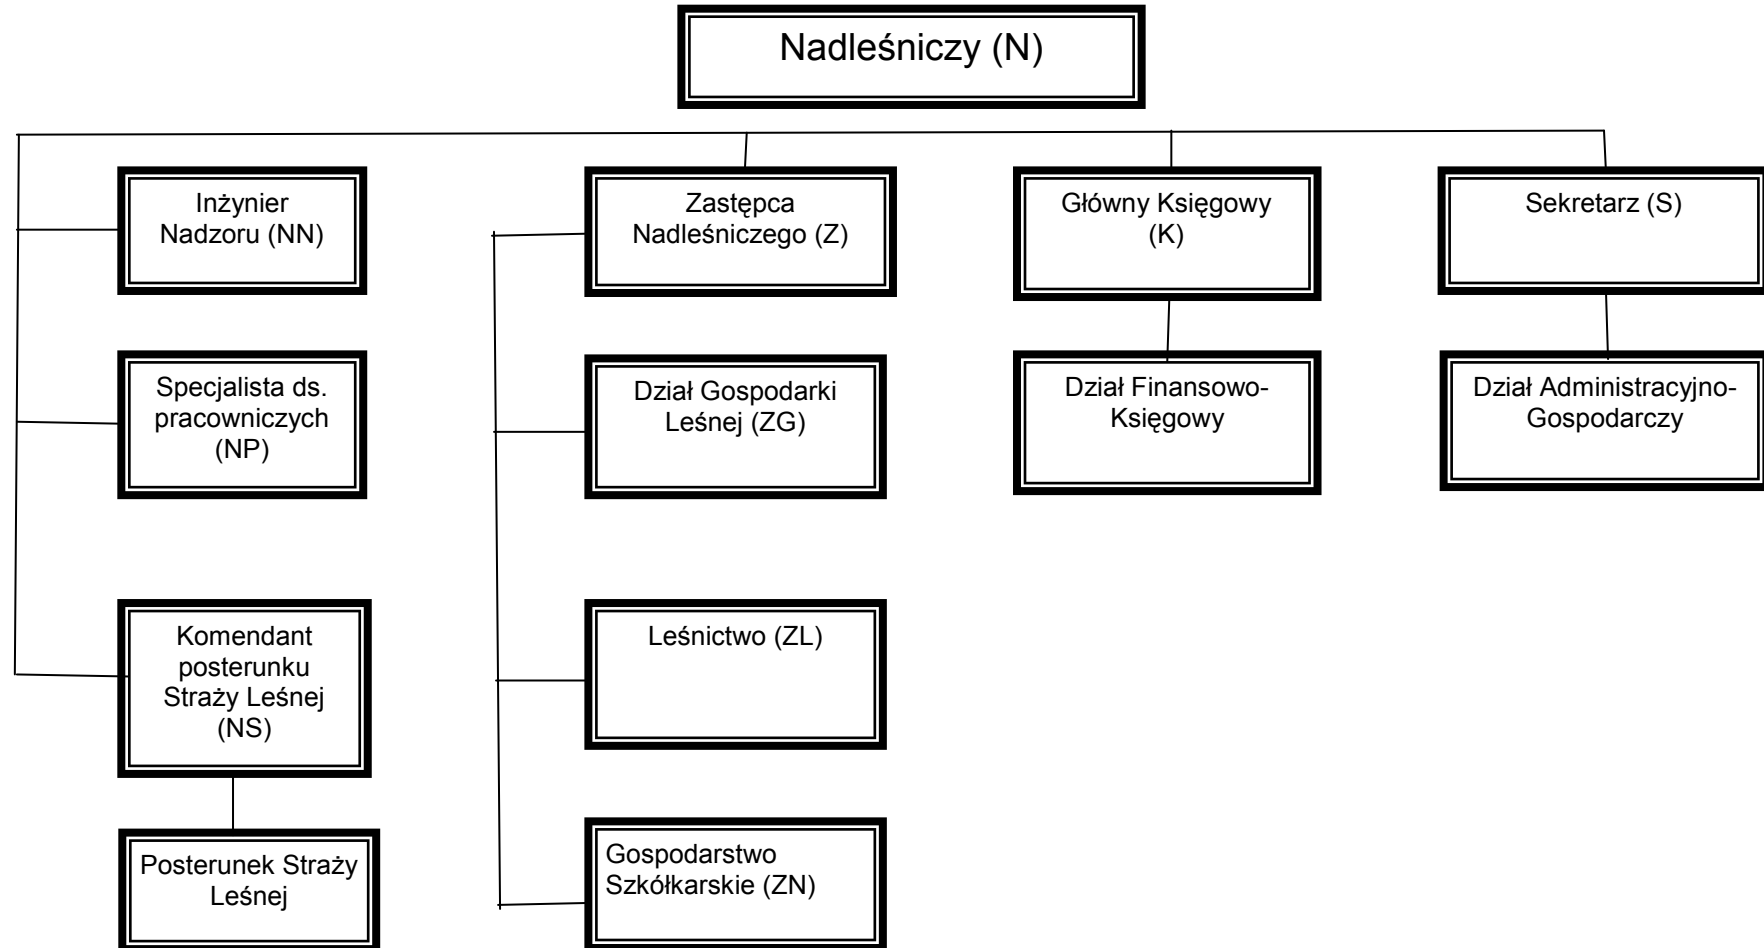 Nadleśniczy (N)
Inżynier
Nadzoru (NN)
Zastępca
Nadleśniczego (Z)
Główny Księgowy
(K)
Sekretarz (S)
Specjalista ds.
pracowniczych
(NP)
Dział Gospodarki
Leśnej (ZG)
Dział Finansowo-
Księgowy
Dział Administracyjno-
Gospodarczy
Komendant
posterunku
Straży Leśnej
(NS)
Leśnictwo (ZL)
Posterunek Straży
Leśnej
Gospodarstwo
Szkółkarskie (ZN)